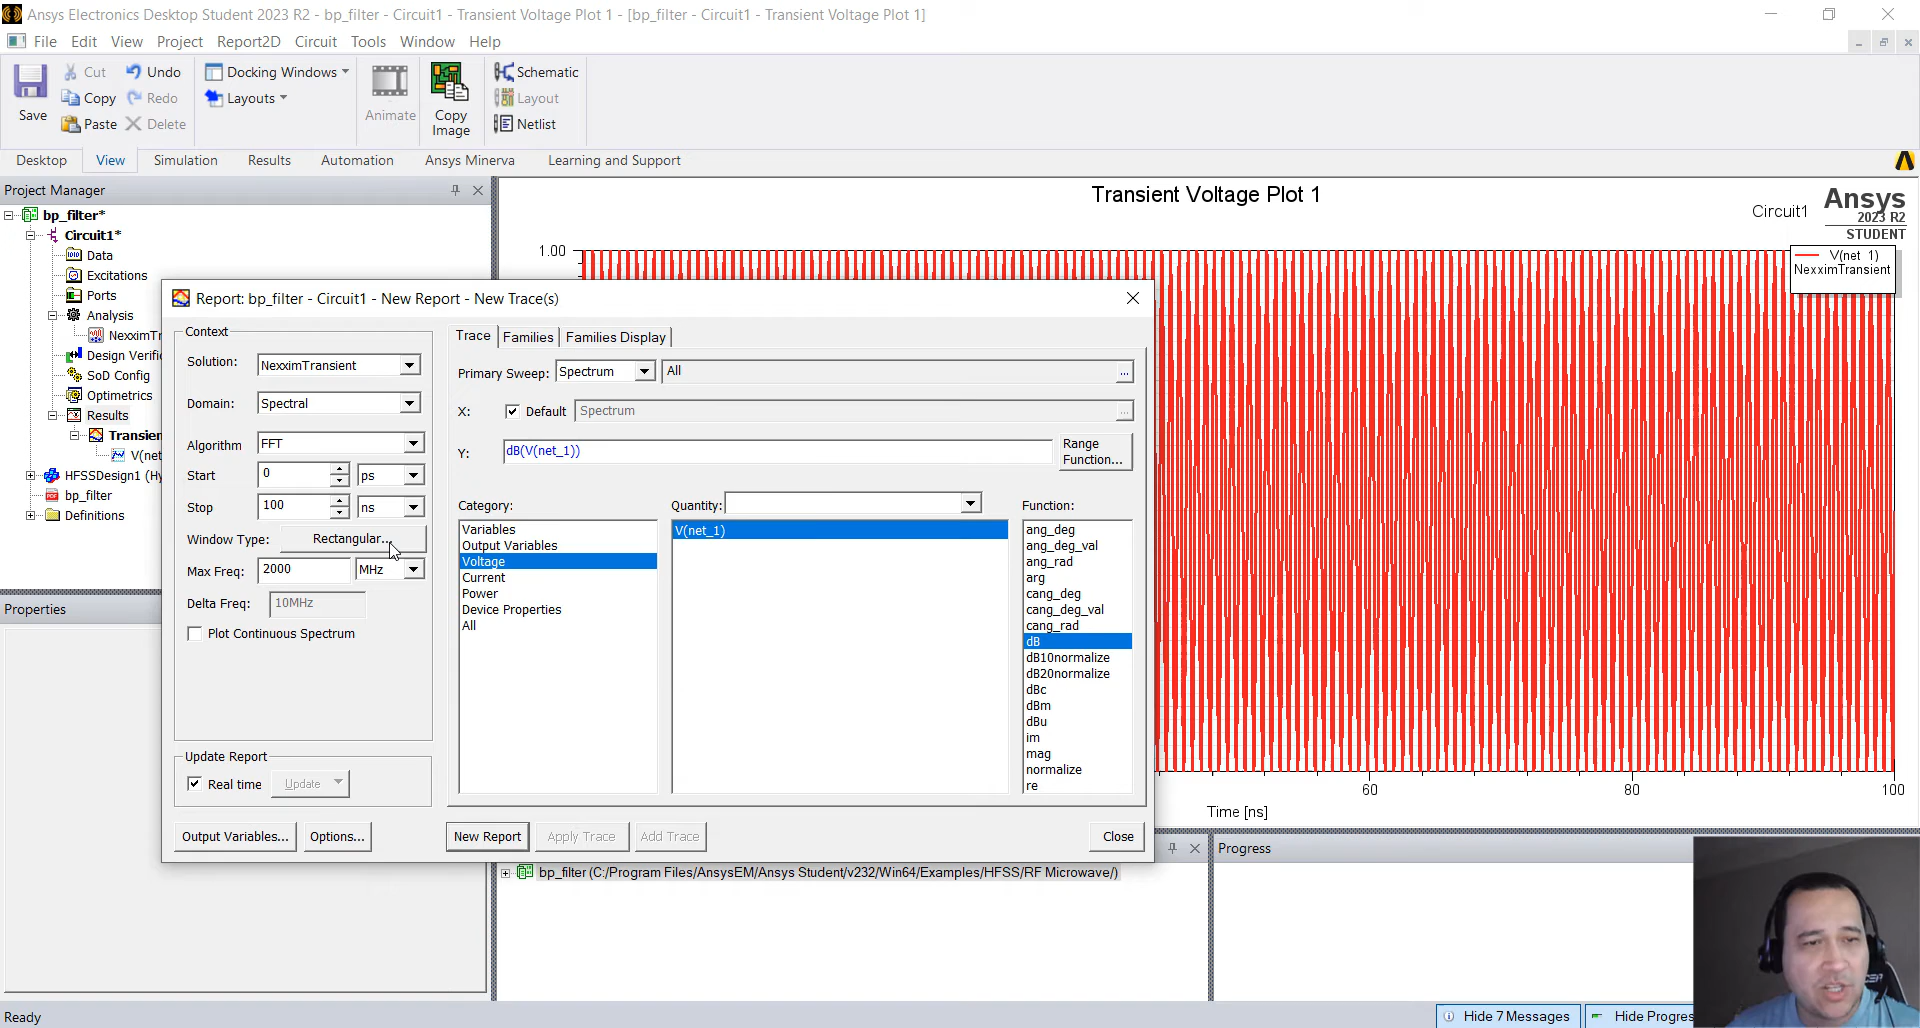 Ansys Electronics Desktop Student 2023 R2 - bp_filter - Circuit1 - Transient Voltage Plot 1 - [bp_filter - Circuit1 - Transient Voltage Plot 1]
File Edit View Project Report2D Circuit Tools Window Help
Save
Cut
Copy
Paste
Undo
Redo
Delete
Docking Windows
Layouts
Animate
Copy
Image
Schematic
Layout
Netlist
Desktop View Simulation Results Automation Ansys Minerva Learning and Support
Project Manager
bp_filter*
Circuit1*
Data
Excitations
Ports
Analysis
NexximTr
Design Verific
SoD Config
Optimetrics
Results
Transien
V(net
HFSSDesign1 (Hy
bp_filter
Definitions
Properties
Transient Voltage Plot 1
Circuit1
Ansys
2023 R2
STUDENT
V(net_1)
NexximTransient
1.00
60 80 100
Time [ns]
Report: bp_filter - Circuit1 - New Report - New Trace(s)
Context
Solution: NexximTransient
Domain: Spectral
Algorithm FFT
Start 0 ps
Stop 100 ns
Window Type: Rectangular...
Max Freq: 2000 MHz
Delta Freq: 10MHz
Plot Continuous Spectrum
Update Report
Real time Update
Output Variables... Options...
Trace Families Families Display
Primary Sweep: Spectrum All ...
X: Default Spectrum ...
Y: dB(V(net_1))
Range
Function...
Category:
Variables
Output Variables
Voltage
Current
Power
Device Properties
All
Quantity:
V(net_1)
Function:
ang_deg
ang_deg_val
ang_rad
arg
cang_deg
cang_deg_val
cang_rad
dB
dB10normalize
dB20normalize
dBc
dBm
dBu
im
mag
normalize
re
New Report Apply Trace Add Trace Close
bp_filter (C:/Program Files/AnsysEM/Ansys Student/v232/Win64/Examples/HFSS/RF Microwave/)
Progress
Ready
Hide 7 Messages Hide Progres